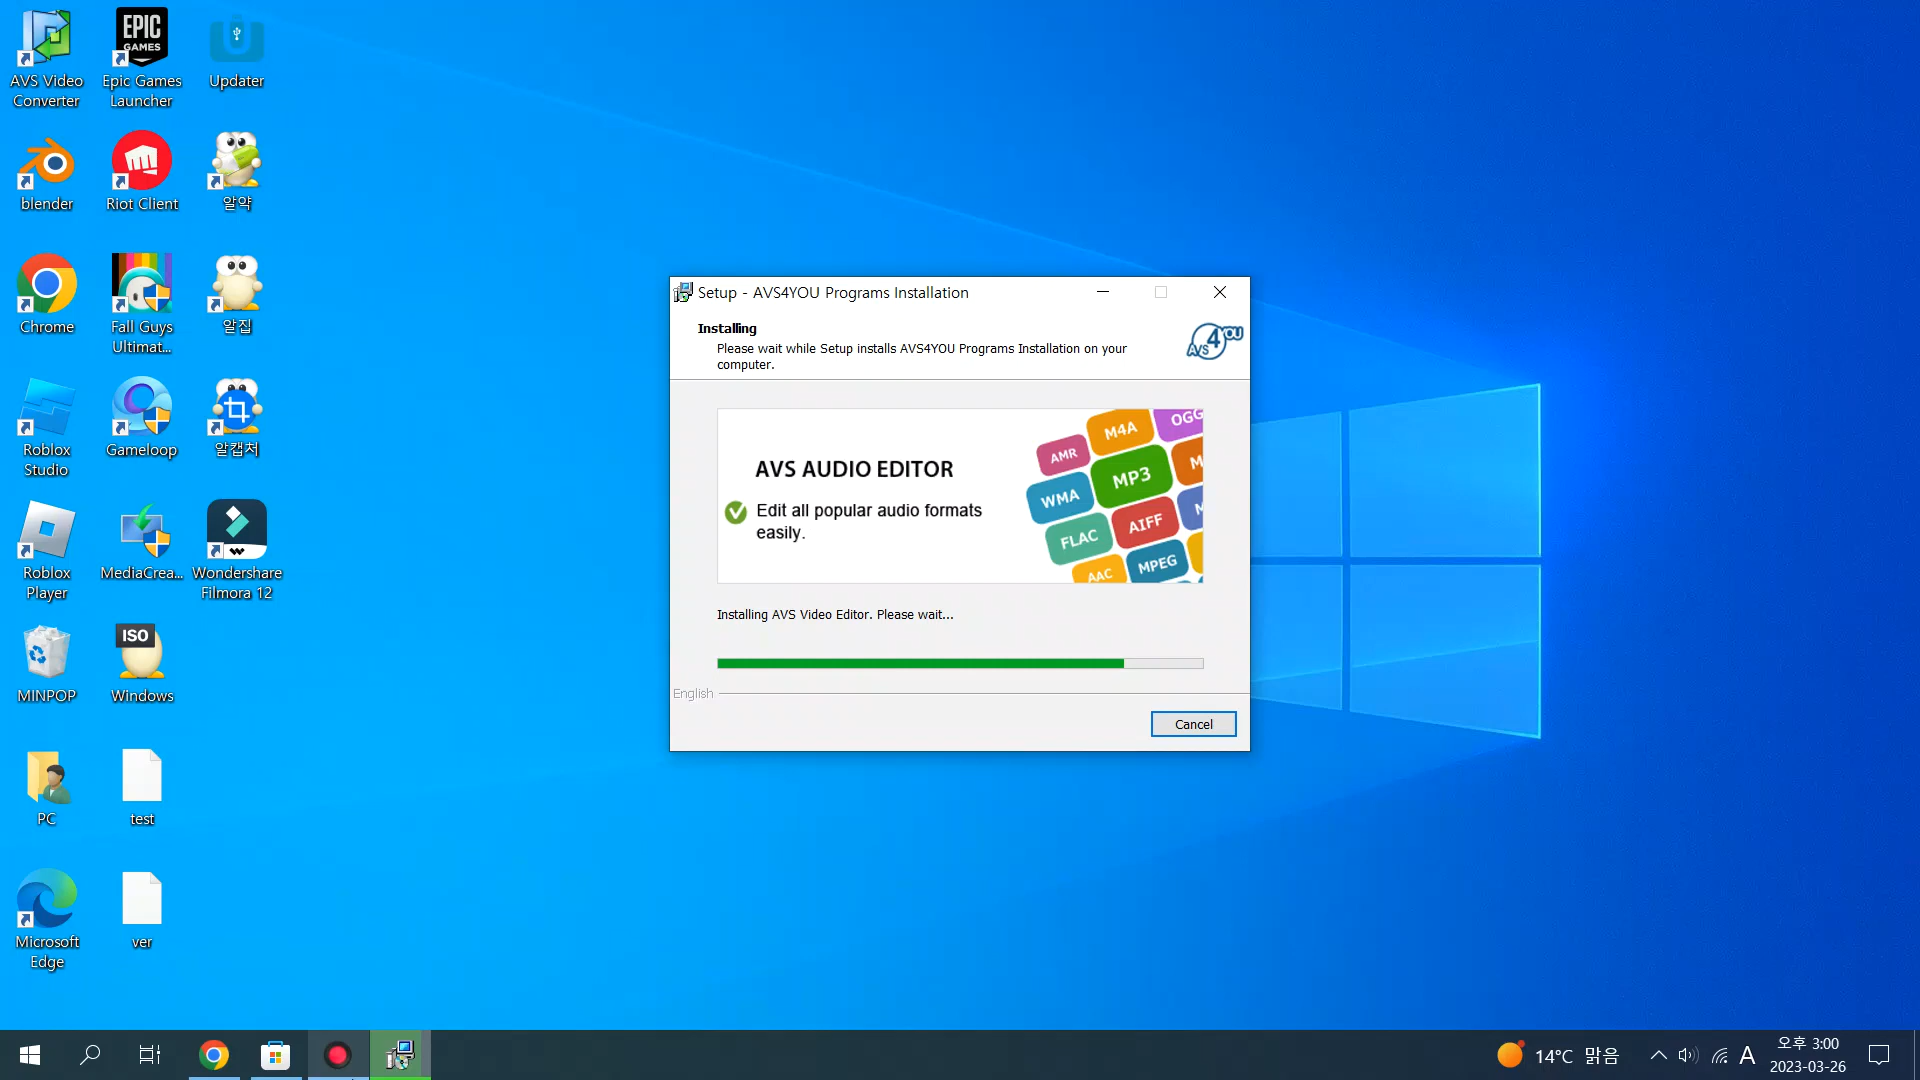 AVS Video
Converter
EPIC
GAMES
Epic Games
Launcher
Updater
blender
Riot Client
알약
Chrome
Fall Guys
Ultimat...
알집
Roblox
Studio
Gameloop
알캡처
Roblox
Player
MediaCrea...
Wondershare
Filmora 12
MINPOP
ISO
Windows
PC
test
Microsoft
Edge
ver
Setup - AVS4YOU Programs Installation
Installing
Please wait while Setup installs AVS4YOU Programs Installation on your
computer.
AVS4YOU
AVS AUDIO EDITOR
Edit all popular audio formats
easily.
M4A
OGG
AMR
MP3
WMA
AIFF
FLAC
MPEG
AAC
Installing AVS Video Editor. Please wait...
English
Cancel
14°C 맑음
A
오후 3:00
2023-03-26